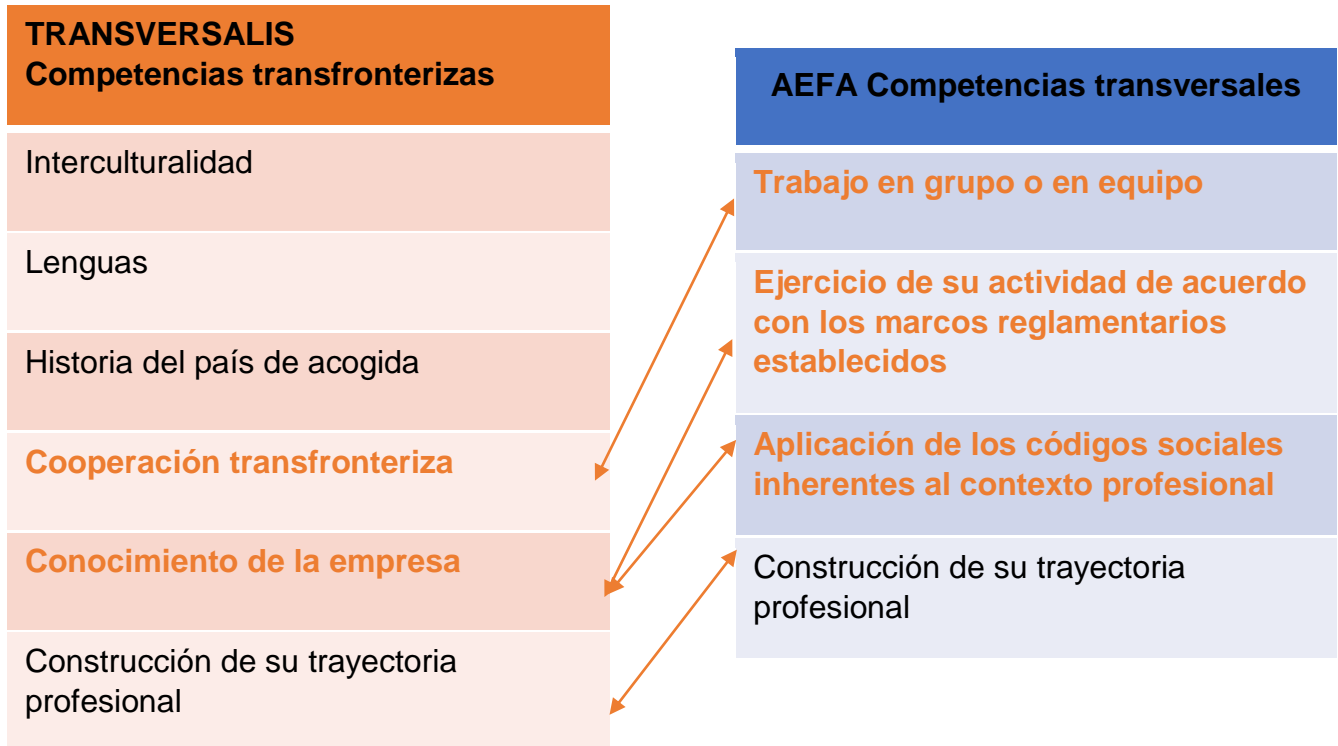 TRANSVERSALIS
Competencias transfronterizas
Interculturalidad
Lenguas
Historia del país de acogida
Cooperación transfronteriza
Conocimiento de la empresa
Construcción de su trayectoria
profesional
AEFA Competencias transversales
Trabajo en grupo o en equipo
Ejercicio de su actividad de acuerdo
con los marcos reglamentarios
establecidos
Aplicación de los códigos sociales
inherentes al contexto profesional
Construcción de su trayectoria
profesional